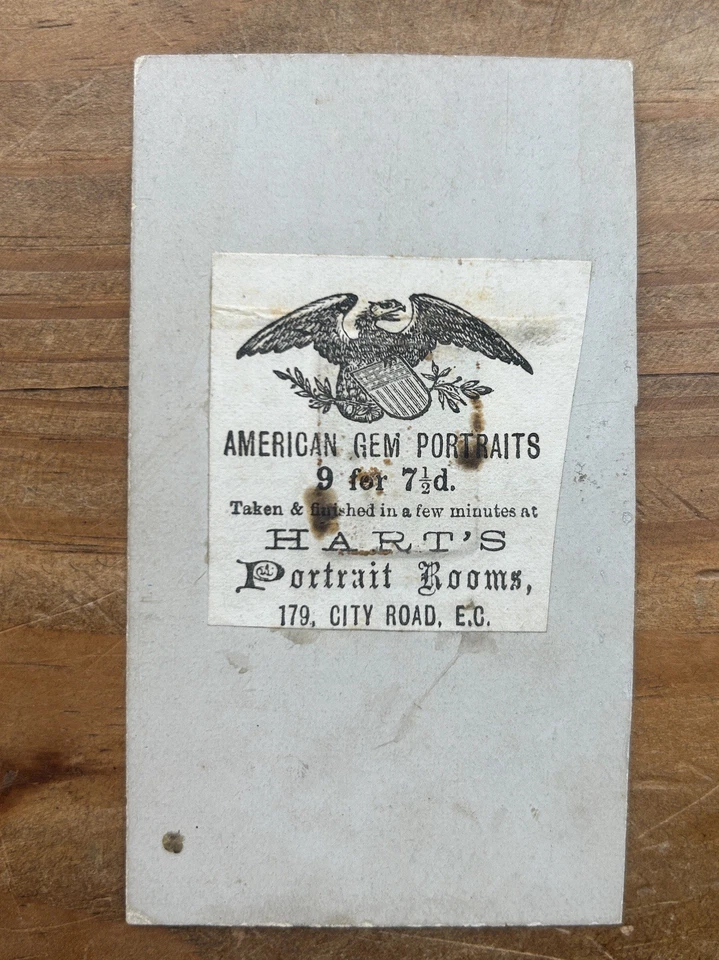 AMERICAN GEM PORTRAITS
9 for 7½d.
Taken & finished in a few minutes at
HART'S
Portrait Rooms,
179, CITY ROAD, E.C.